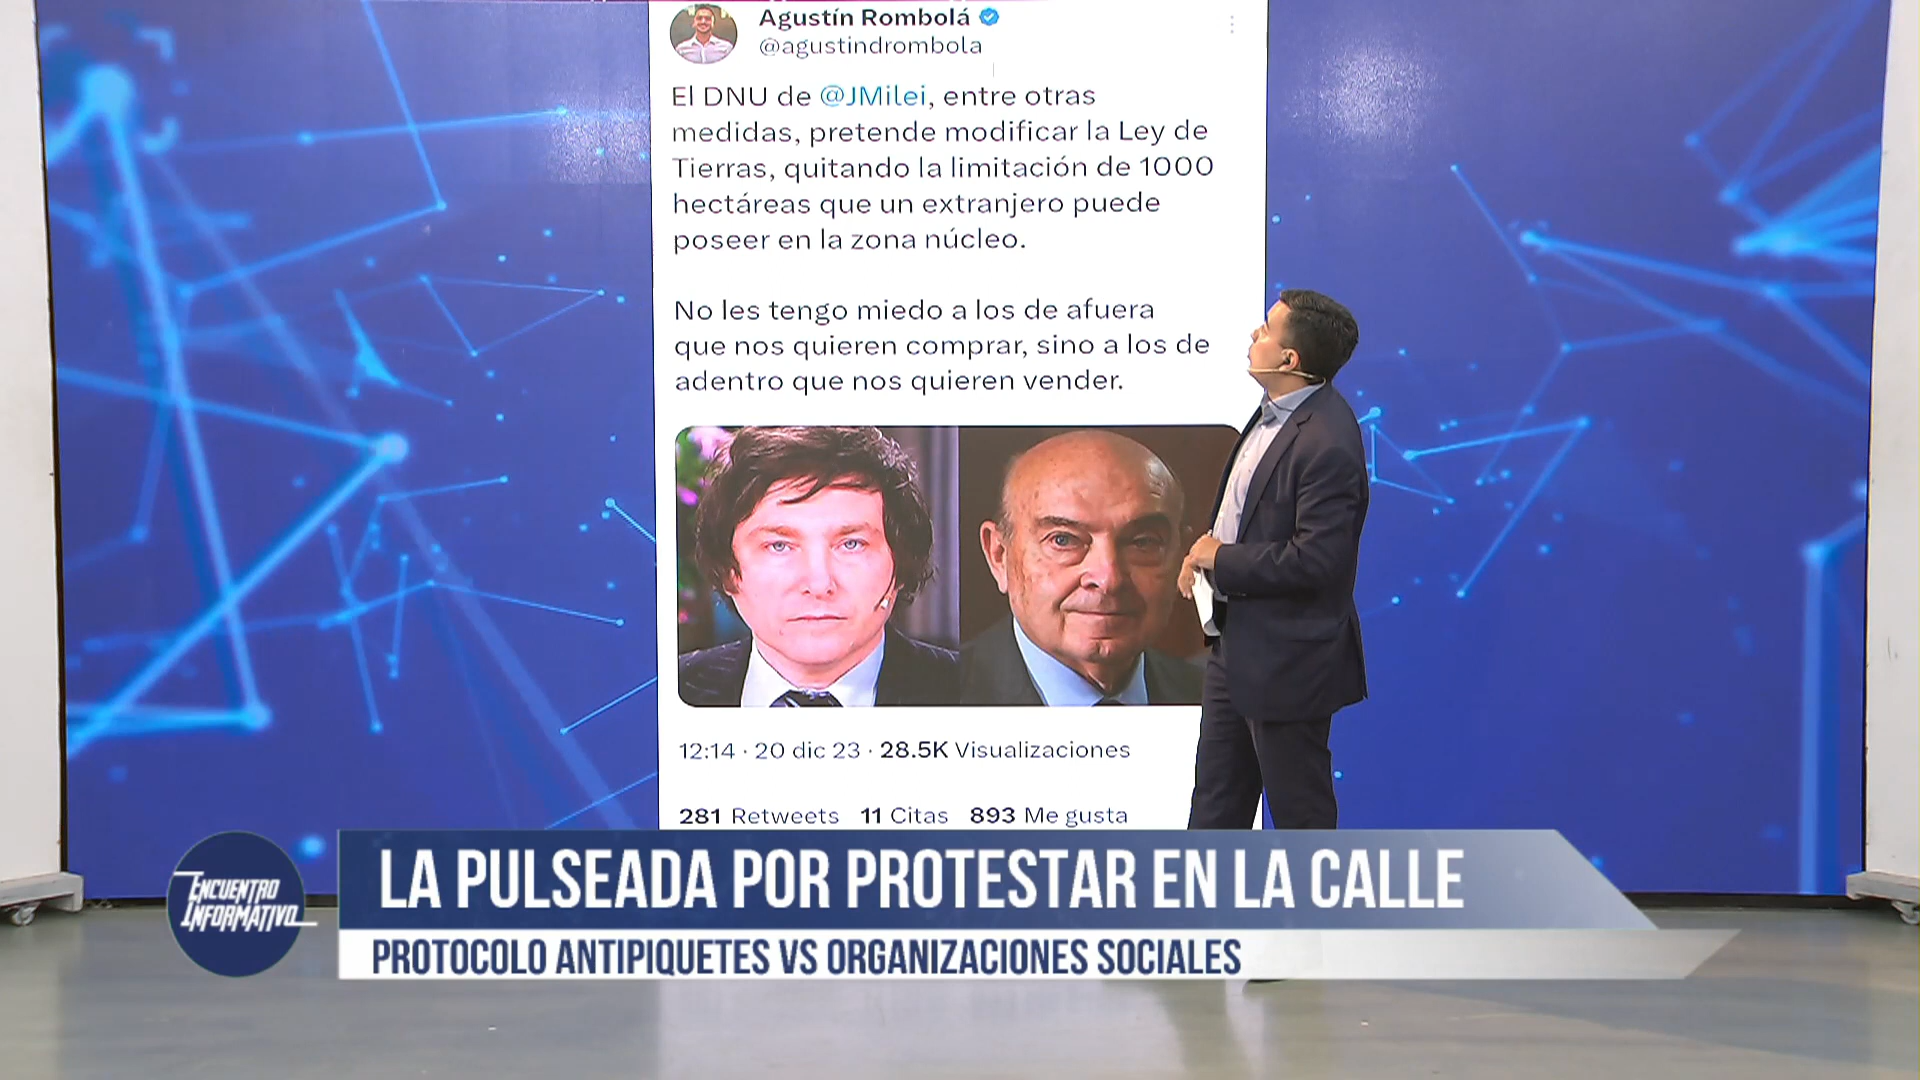 Agustín Rombolá
@agustindrombola
El DNU de @JMilei, entre otras
medidas, pretende modificar la Ley de
Tierras, quitando la limitación de 1000
hectáreas que un extranjero puede
poseer en la zona núcleo.
No les tengo miedo a los de afuera
que nos quieren comprar, sino a los de
adentro que nos quieren vender.
12:14 · 20 dic 23 · 28.5K Visualizaciones
281 Retweets 11 Citas 893 Me gusta
ENCUENTRO
INFORMATIVO
LA PULSEADA POR PROTESTAR EN LA CALLE
PROTOCOLO ANTIPIQUETES VS ORGANIZACIONES SOCIALES